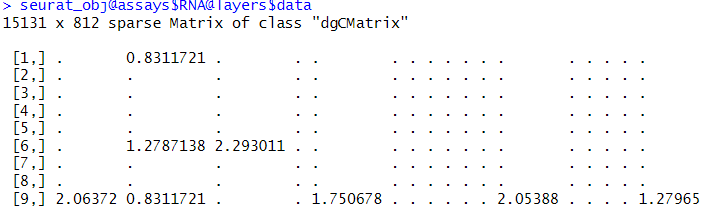 > seurat_obj@assays$RNA@layers$data
15131 x 812 sparse Matrix of class "dgCMatrix"
[1,] . 0.8311721 . . . . . . . . . . . . . . .
[2,] . . . . . . . . . . . . . . . . .
[3,] . . . . . . . . . . . . . . . . .
[4,] . . . . . . . . . . . . . . . . .
[5,] . . . . . . . . . . . . . . . . .
[6,] . 1.2787138 2.293011 . . . . . . . . . . . . . .
[7,] . . . . . . . . . . . . . . . . .
[8,] . . . . . . . . . . . . . . . . .
[9,] 2.06372 0.8311721 . . 1.750678 . . . . . . 2.05388 . . . . 1.27965